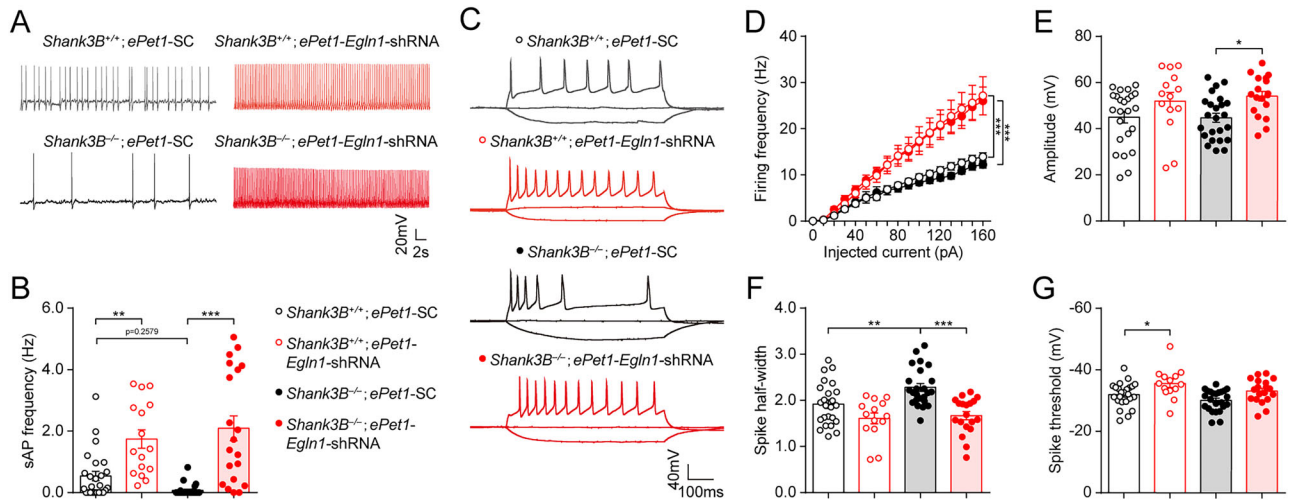 A
Shank3B+/+; ePet1-SC
Shank3B+/+; ePet1-Egln1-shRNA
Shank3B−/−; ePet1-SC
Shank3B−/−; ePet1-Egln1-shRNA
20mV
2s
B
sAP frequency (Hz)
6.0
4.0
2.0
0
**
***
p=0.2579
Shank3B+/+; ePet1-SC
Shank3B+/+; ePet1-
Egln1-shRNA
Shank3B−/−; ePet1-SC
Shank3B−/−; ePet1-
Egln1-shRNA
C
Shank3B+/+; ePet1-SC
Shank3B+/+; ePet1-Egln1-shRNA
Shank3B−/−; ePet1-SC
Shank3B−/−; ePet1-Egln1-shRNA
40mV
100ms
D
Firing frequency (Hz)
40
30
20
10
0
***
***
0 40 80 120 160
Injected current (pA)
E
Amplitude (mV)
80
60
40
20
0
*
F
Spike half-width
4.0
3.0
2.0
1.0
0
**
***
G
Spike threshold (mV)
-60
-40
-20
0
*